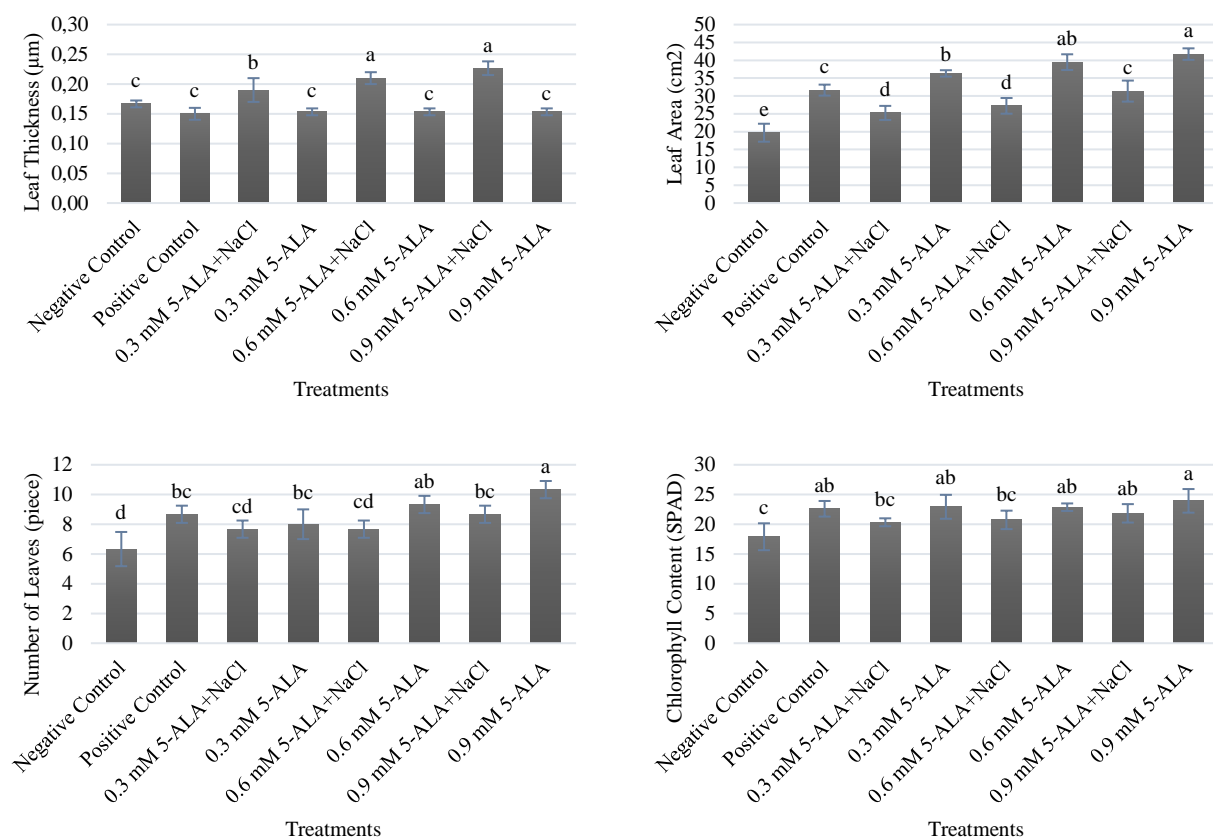 Leaf Thickness (µm)
0,30
0,25
0,20
0,15
0,10
0,05
0,00
c
c
b
c
a
c
a
c
Negative Control
Positive Control
0.3 mM 5-ALA+NaCl
0.3 mM 5-ALA
0.6 mM 5-ALA+NaCl
0.6 mM 5-ALA
0.9 mM 5-ALA+NaCl
0.9 mM 5-ALA
Treatments
Leaf Area (cm2)
50
45
40
35
30
25
20
15
10
5
0
e
c
d
b
d
ab
c
a
Negative Control
Positive Control
0.3 mM 5-ALA+NaCl
0.3 mM 5-ALA
0.6 mM 5-ALA+NaCl
0.6 mM 5-ALA
0.9 mM 5-ALA+NaCl
0.9 mM 5-ALA
Treatments
Number of Leaves (piece)
12
10
8
6
4
2
0
d
bc
cd
bc
cd
ab
bc
a
Negative Control
Positive Control
0.3 mM 5-ALA+NaCl
0.3 mM 5-ALA
0.6 mM 5-ALA+NaCl
0.6 mM 5-ALA
0.9 mM 5-ALA+NaCl
0.9 mM 5-ALA
Treatments
Chlorophyll Content (SPAD)
30
25
20
15
10
5
0
c
ab
bc
ab
bc
ab
ab
a
Negative Control
Positive Control
0.3 mM 5-ALA+NaCl
0.3 mM 5-ALA
0.6 mM 5-ALA+NaCl
0.6 mM 5-ALA
0.9 mM 5-ALA+NaCl
0.9 mM 5-ALA
Treatments